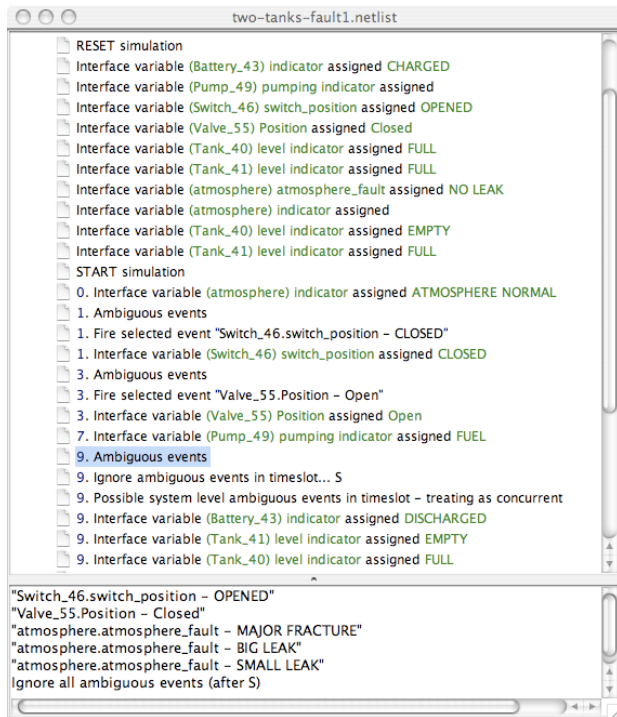 two-tanks-fault1.netlist
RESET simulation
Interface variable (Battery_43) indicator assigned CHARGED
Interface variable (Pump_49) pumping indicator assigned
Interface variable (Switch_46) switch_position assigned OPENED
Interface variable (Valve_55) Position assigned Closed
Interface variable (Tank_40) level indicator assigned FULL
Interface variable (Tank_41) level indicator assigned FULL
Interface variable (atmosphere) atmosphere_fault assigned NO LEAK
Interface variable (atmosphere) indicator assigned
Interface variable (Tank_40) level indicator assigned EMPTY
Interface variable (Tank_41) level indicator assigned FULL
START simulation
0. Interface variable (atmosphere) indicator assigned ATMOSPHERE NORMAL
1. Ambiguous events
1. Fire selected event "Switch_46.switch_position – CLOSED"
1. Interface variable (Switch_46) switch_position assigned CLOSED
3. Ambiguous events
3. Fire selected event "Valve_55.Position – Open"
3. Interface variable (Valve_55) Position assigned Open
7. Interface variable (Pump_49) pumping indicator assigned FUEL
9. Ambiguous events
9. Ignore ambiguous events in timeslot... S
9. Possible system level ambiguous events in timeslot – treating as concurrent
9. Interface variable (Battery_43) indicator assigned DISCHARGED
9. Interface variable (Tank_41) level indicator assigned EMPTY
9. Interface variable (Tank_40) level indicator assigned FULL
"Switch_46.switch_position – OPENED"
"Valve_55.Position – Closed"
"atmosphere.atmosphere_fault – MAJOR FRACTURE"
"atmosphere.atmosphere_fault – BIG LEAK"
"atmosphere.atmosphere_fault – SMALL LEAK"
Ignore all ambiguous events (after S)